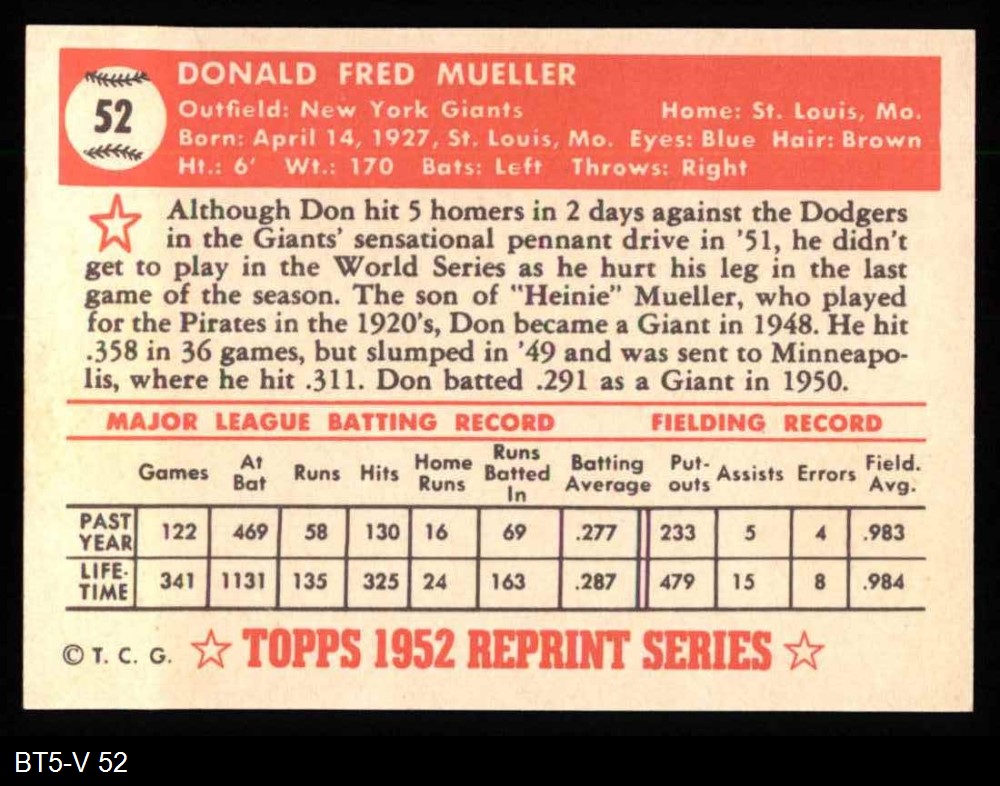 52
DONALD FRED MUELLER
Outfield: New York Giants Home: St. Louis, Mo.
Born: April 14, 1927, St. Louis, Mo. Eyes: Blue Hair: Brown
Ht.: 6' Wt.: 170 Bats: Left Throws: Right
Although Don hit 5 homers in 2 days against the Dodgers
in the Giants' sensational pennant drive in '51, he didn't
get to play in the World Series as he hurt his leg in the last
game of the season. The son of "Heinie" Mueller, who played
for the Pirates in the 1920's, Don became a Giant in 1948. He hit
.358 in 36 games, but slumped in '49 and was sent to Minneapo-
lis, where he hit .311. Don batted .291 as a Giant in 1950.
MAJOR LEAGUE BATTING RECORD FIELDING RECORD
Games At Bat Runs Hits Home Runs Runs Batted In Batting Average Put-outs Assists Errors Field. Avg.
PAST YEAR 122 469 58 130 16 69 .277 233 5 4 .983
LIFE-TIME 341 1131 135 325 24 163 .287 479 15 8 .984
© T. C. G. ☆ TOPPS 1952 REPRINT SERIES ☆
BT5-V 52